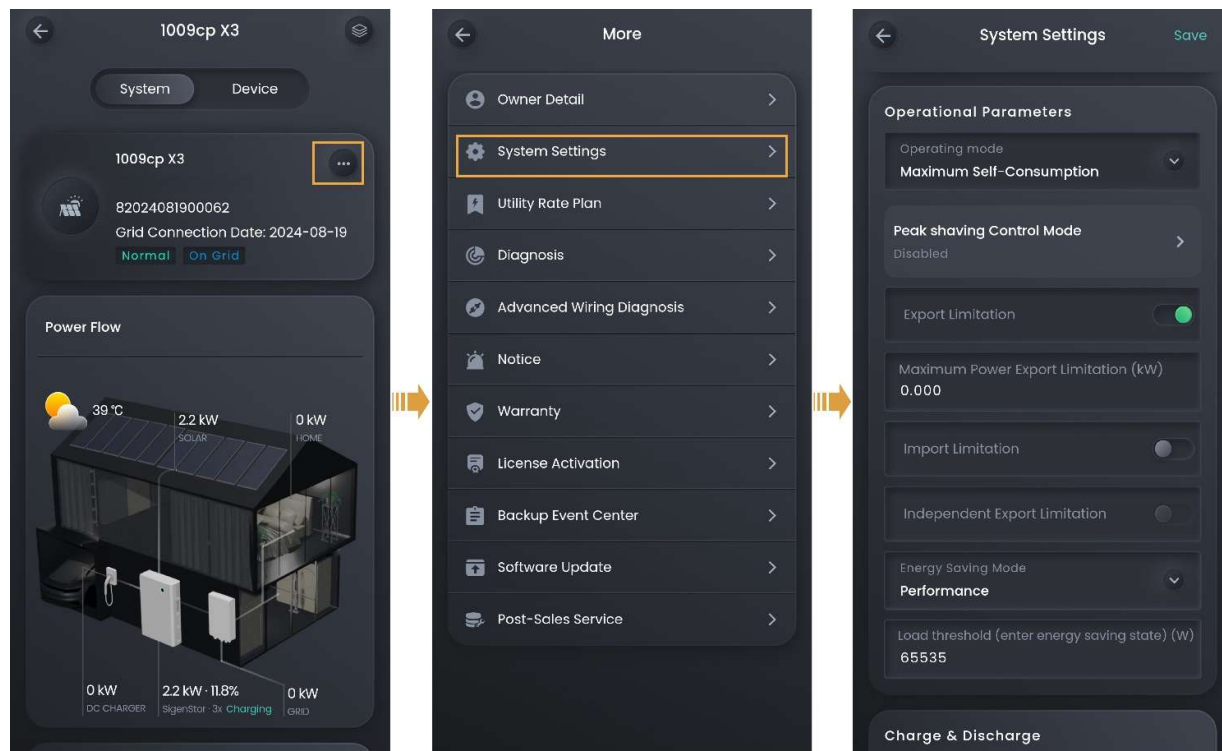 1009cp X3
System
Device
1009cp X3
82024081900062
Grid Connection Date: 2024-08-19
Normal On Grid
Power Flow
39 ℃
2.2 kW
SOLAR
0 kW
HOME
0 kW
DC CHARGER
2.2 kW · 11.8%
SigenStor · 3x Charging
0 kW
GRID
More
Owner Detail
System Settings
Utility Rate Plan
Diagnosis
Advanced Wiring Diagnosis
Notice
Warranty
License Activation
Backup Event Center
Software Update
Post-Sales Service
System Settings
Save
Operational Parameters
Operating mode
Maximum Self-Consumption
Peak shaving Control Mode
Disabled
Export Limitation
Maximum Power Export Limitation (kW)
0.000
Import Limitation
Independent Export Limitation
Energy Saving Mode
Performance
Load threshold (enter energy saving state) (W)
65535
Charge & Discharge